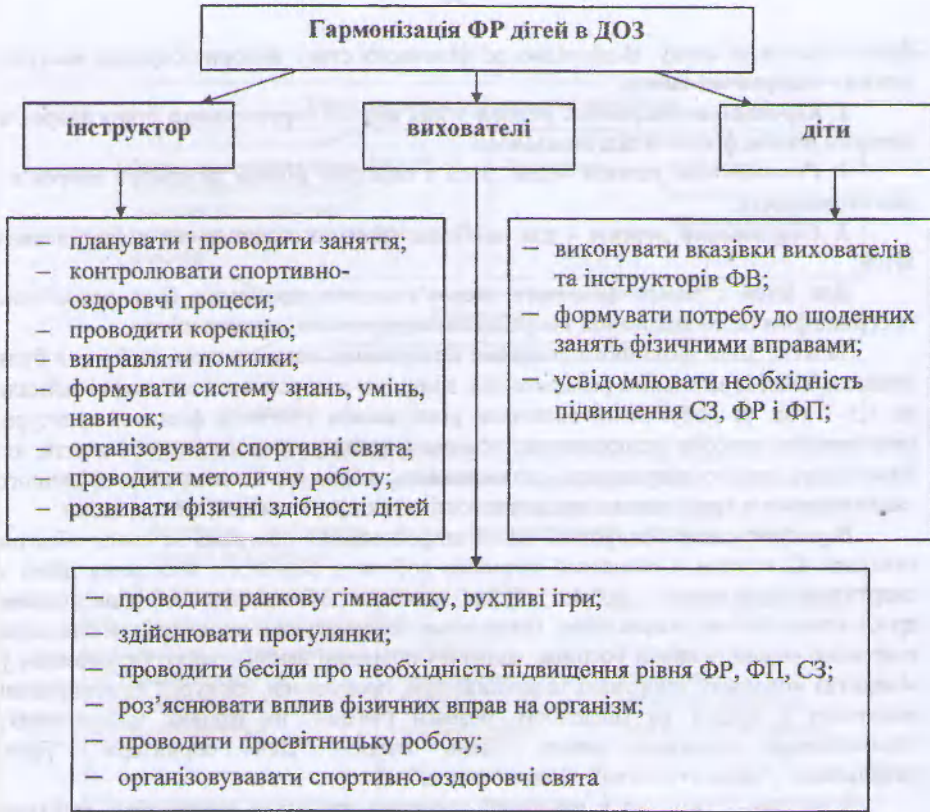 Гармонізація ФР дітей в ДОЗ
інструктор
вихователі
діти
– планувати і проводити заняття;
– контролювати спортивно-
оздоровчі процеси;
– проводити корекцію;
– виправляти помилки;
– формувати систему знань, умінь,
навичок;
– організовувати спортивні свята;
– проводити методичну роботу;
– розвивати фізичні здібності дітей
– виконувати вказівки вихователів
та інструкторів ФВ;
– формувати потребу до щоденних
занять фізичними вправами;
– усвідомлювати необхідність
підвищення СЗ, ФР і ФП;
– проводити ранкову гімнастику, рухливі ігри;
– здійснювати прогулянки;
– проводити бесіди про необхідність підвищення рівня ФР, ФП, СЗ;
– роз’яснювати вплив фізичних вправ на організм;
– проводити просвітницьку роботу;
– організовувавати спортивно-оздоровчі свята